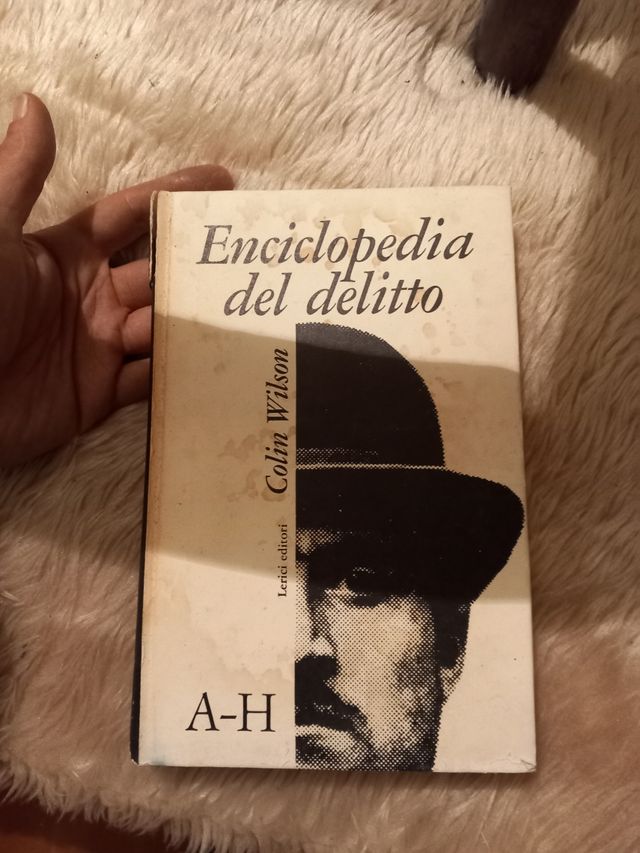 Enciclopedia
del delitto
Colin Wilson
Lerici editori
A-H